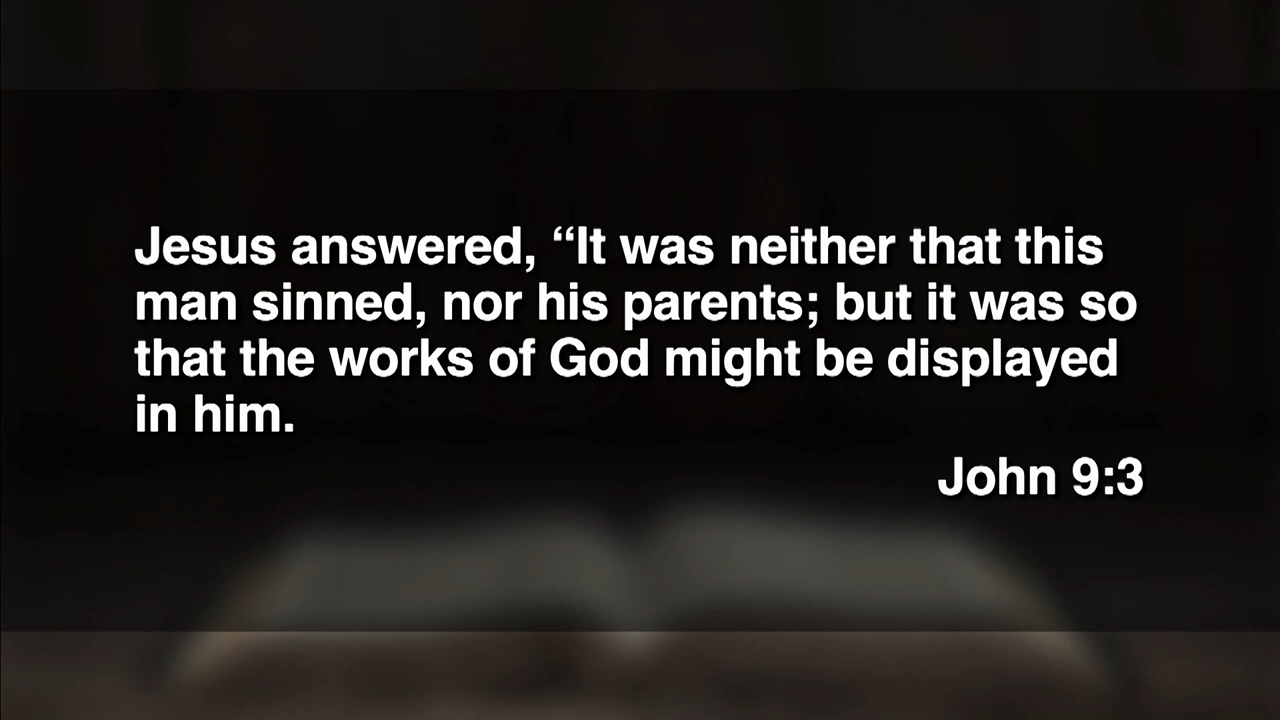 Jesus answered, “It was neither that this
man sinned, nor his parents; but it was so
that the works of God might be displayed
in him.
John 9:3